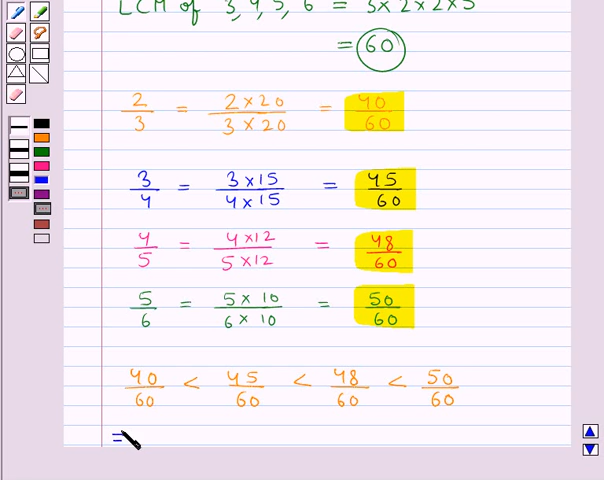 LCM of 3, 4, 5, 6 = 3×2×2×5
= 60
2/3 = 2×20/3×20 = 40/60
3/4 = 3×15/4×15 = 45/60
4/5 = 4×12/5×12 = 48/60
5/6 = 5×10/6×10 = 50/60
40/60 < 45/60 < 48/60 < 50/60
=